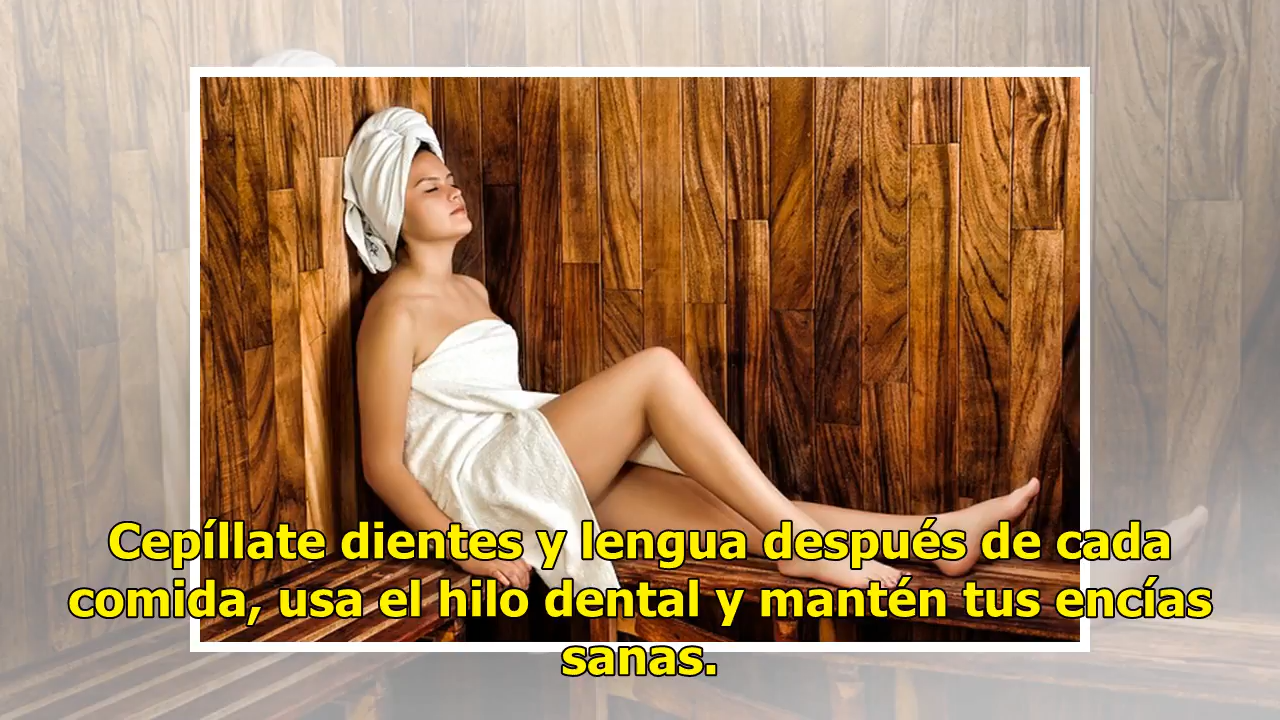 Cepíllate dientes y lengua después de cada
comida, usa el hilo dental y mantén tus encías
sanas.